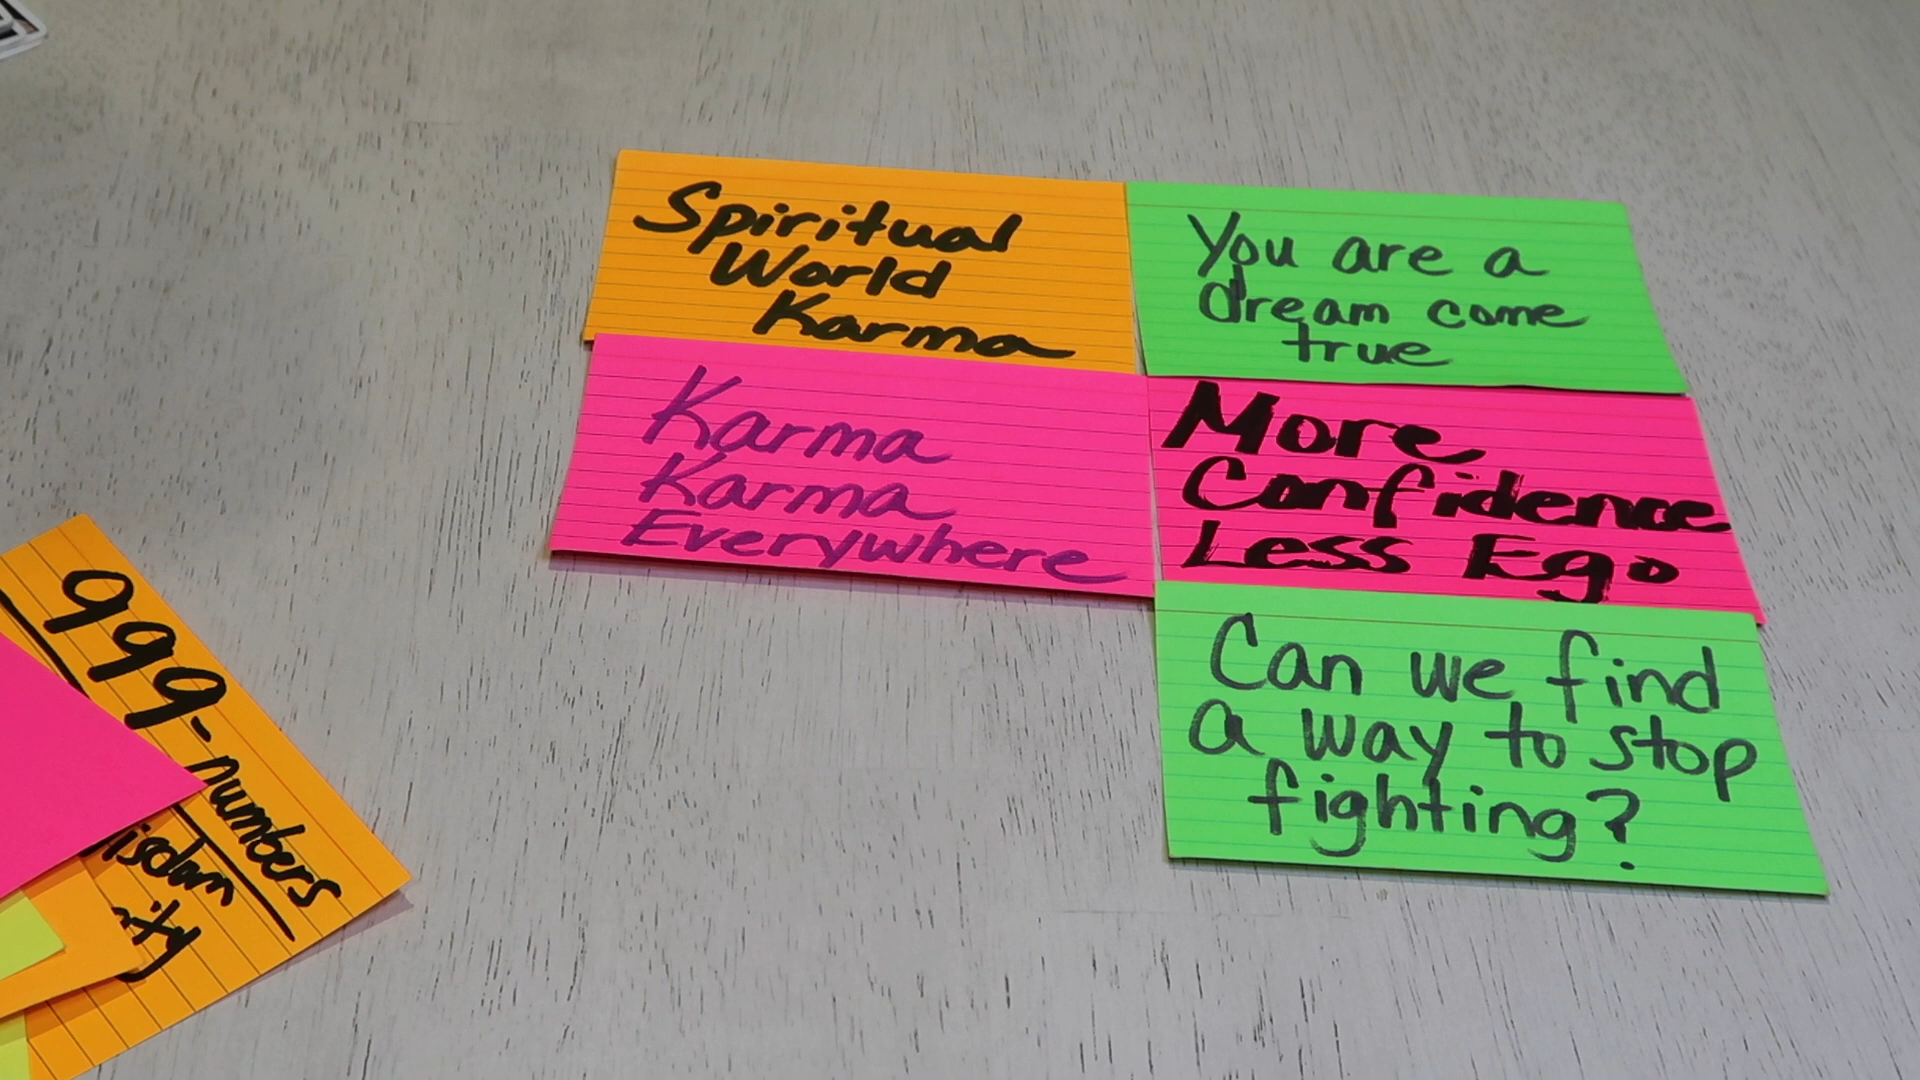 Spiritual
World
Karma
You are a
dream come
true
Karma
Karma
Everywhere
More
Confidence
Less Ego
Can we find
a way to stop
fighting?
999-numbers